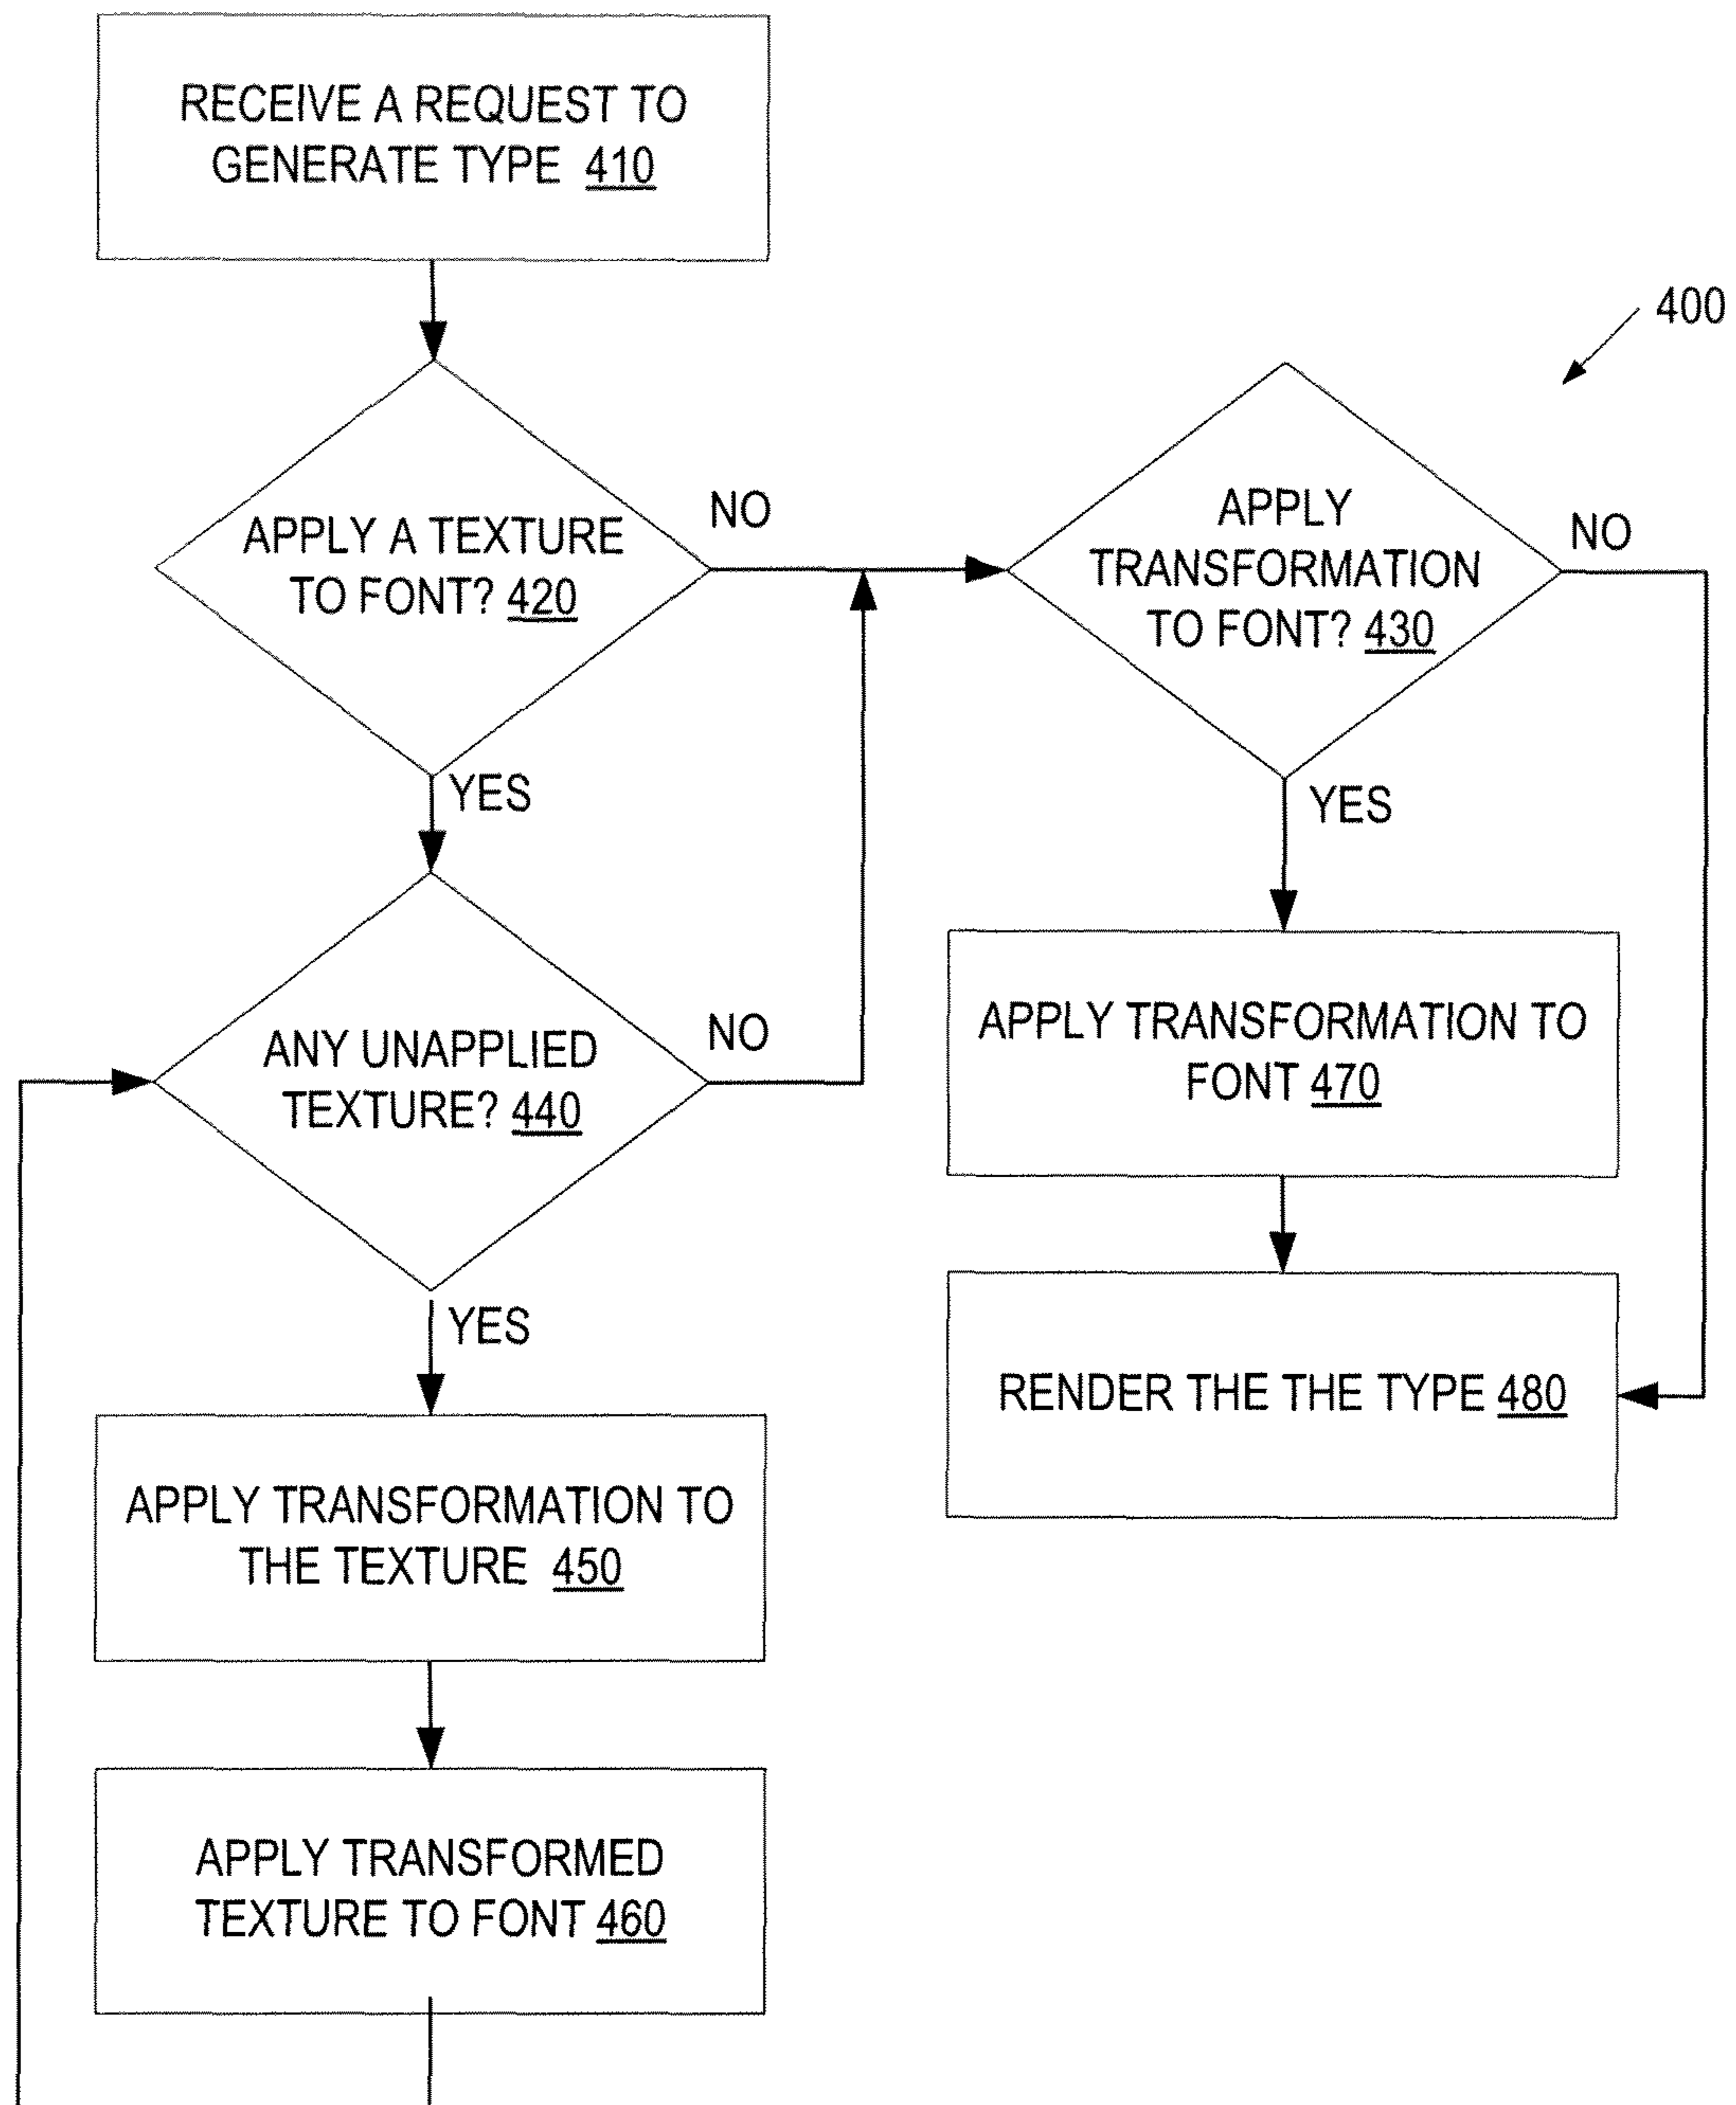 RECEIVE A REQUEST TO
GENERATE TYPE 410
400
APPLY A TEXTURE
TO FONT? 420
NO
APPLY
TRANSFORMATION
TO FONT? 430
NO
YES
YES
ANY UNAPPLIED
TEXTURE? 440
NO
APPLY TRANSFORMATION TO
FONT 470
YES
RENDER THE THE TYPE 480
APPLY TRANSFORMATION TO
THE TEXTURE 450
APPLY TRANSFORMED
TEXTURE TO FONT 460